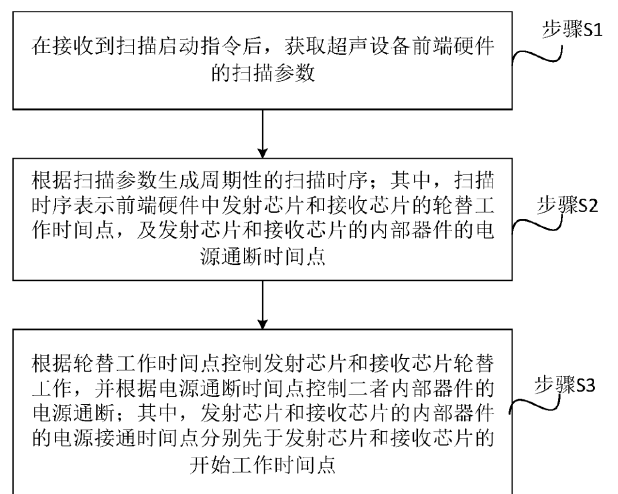 在接收到扫描启动指令后，获取超声设备前端硬件
的扫描参数
步骤S1
根据扫描参数生成周期性的扫描时序；其中，扫描
时序表示前端硬件中发射芯片和接收芯片的轮替工
作时间点，及发射芯片和接收芯片的内部器件的电
源通断时间点
步骤S2
根据轮替工作时间点控制发射芯片和接收芯片轮替
工作，并根据电源通断时间点控制二者内部器件的
电源通断；其中，发射芯片和接收芯片的内部器件
的电源接通时间点分别先于发射芯片和接收芯片的
开始工作时间点
步骤S3